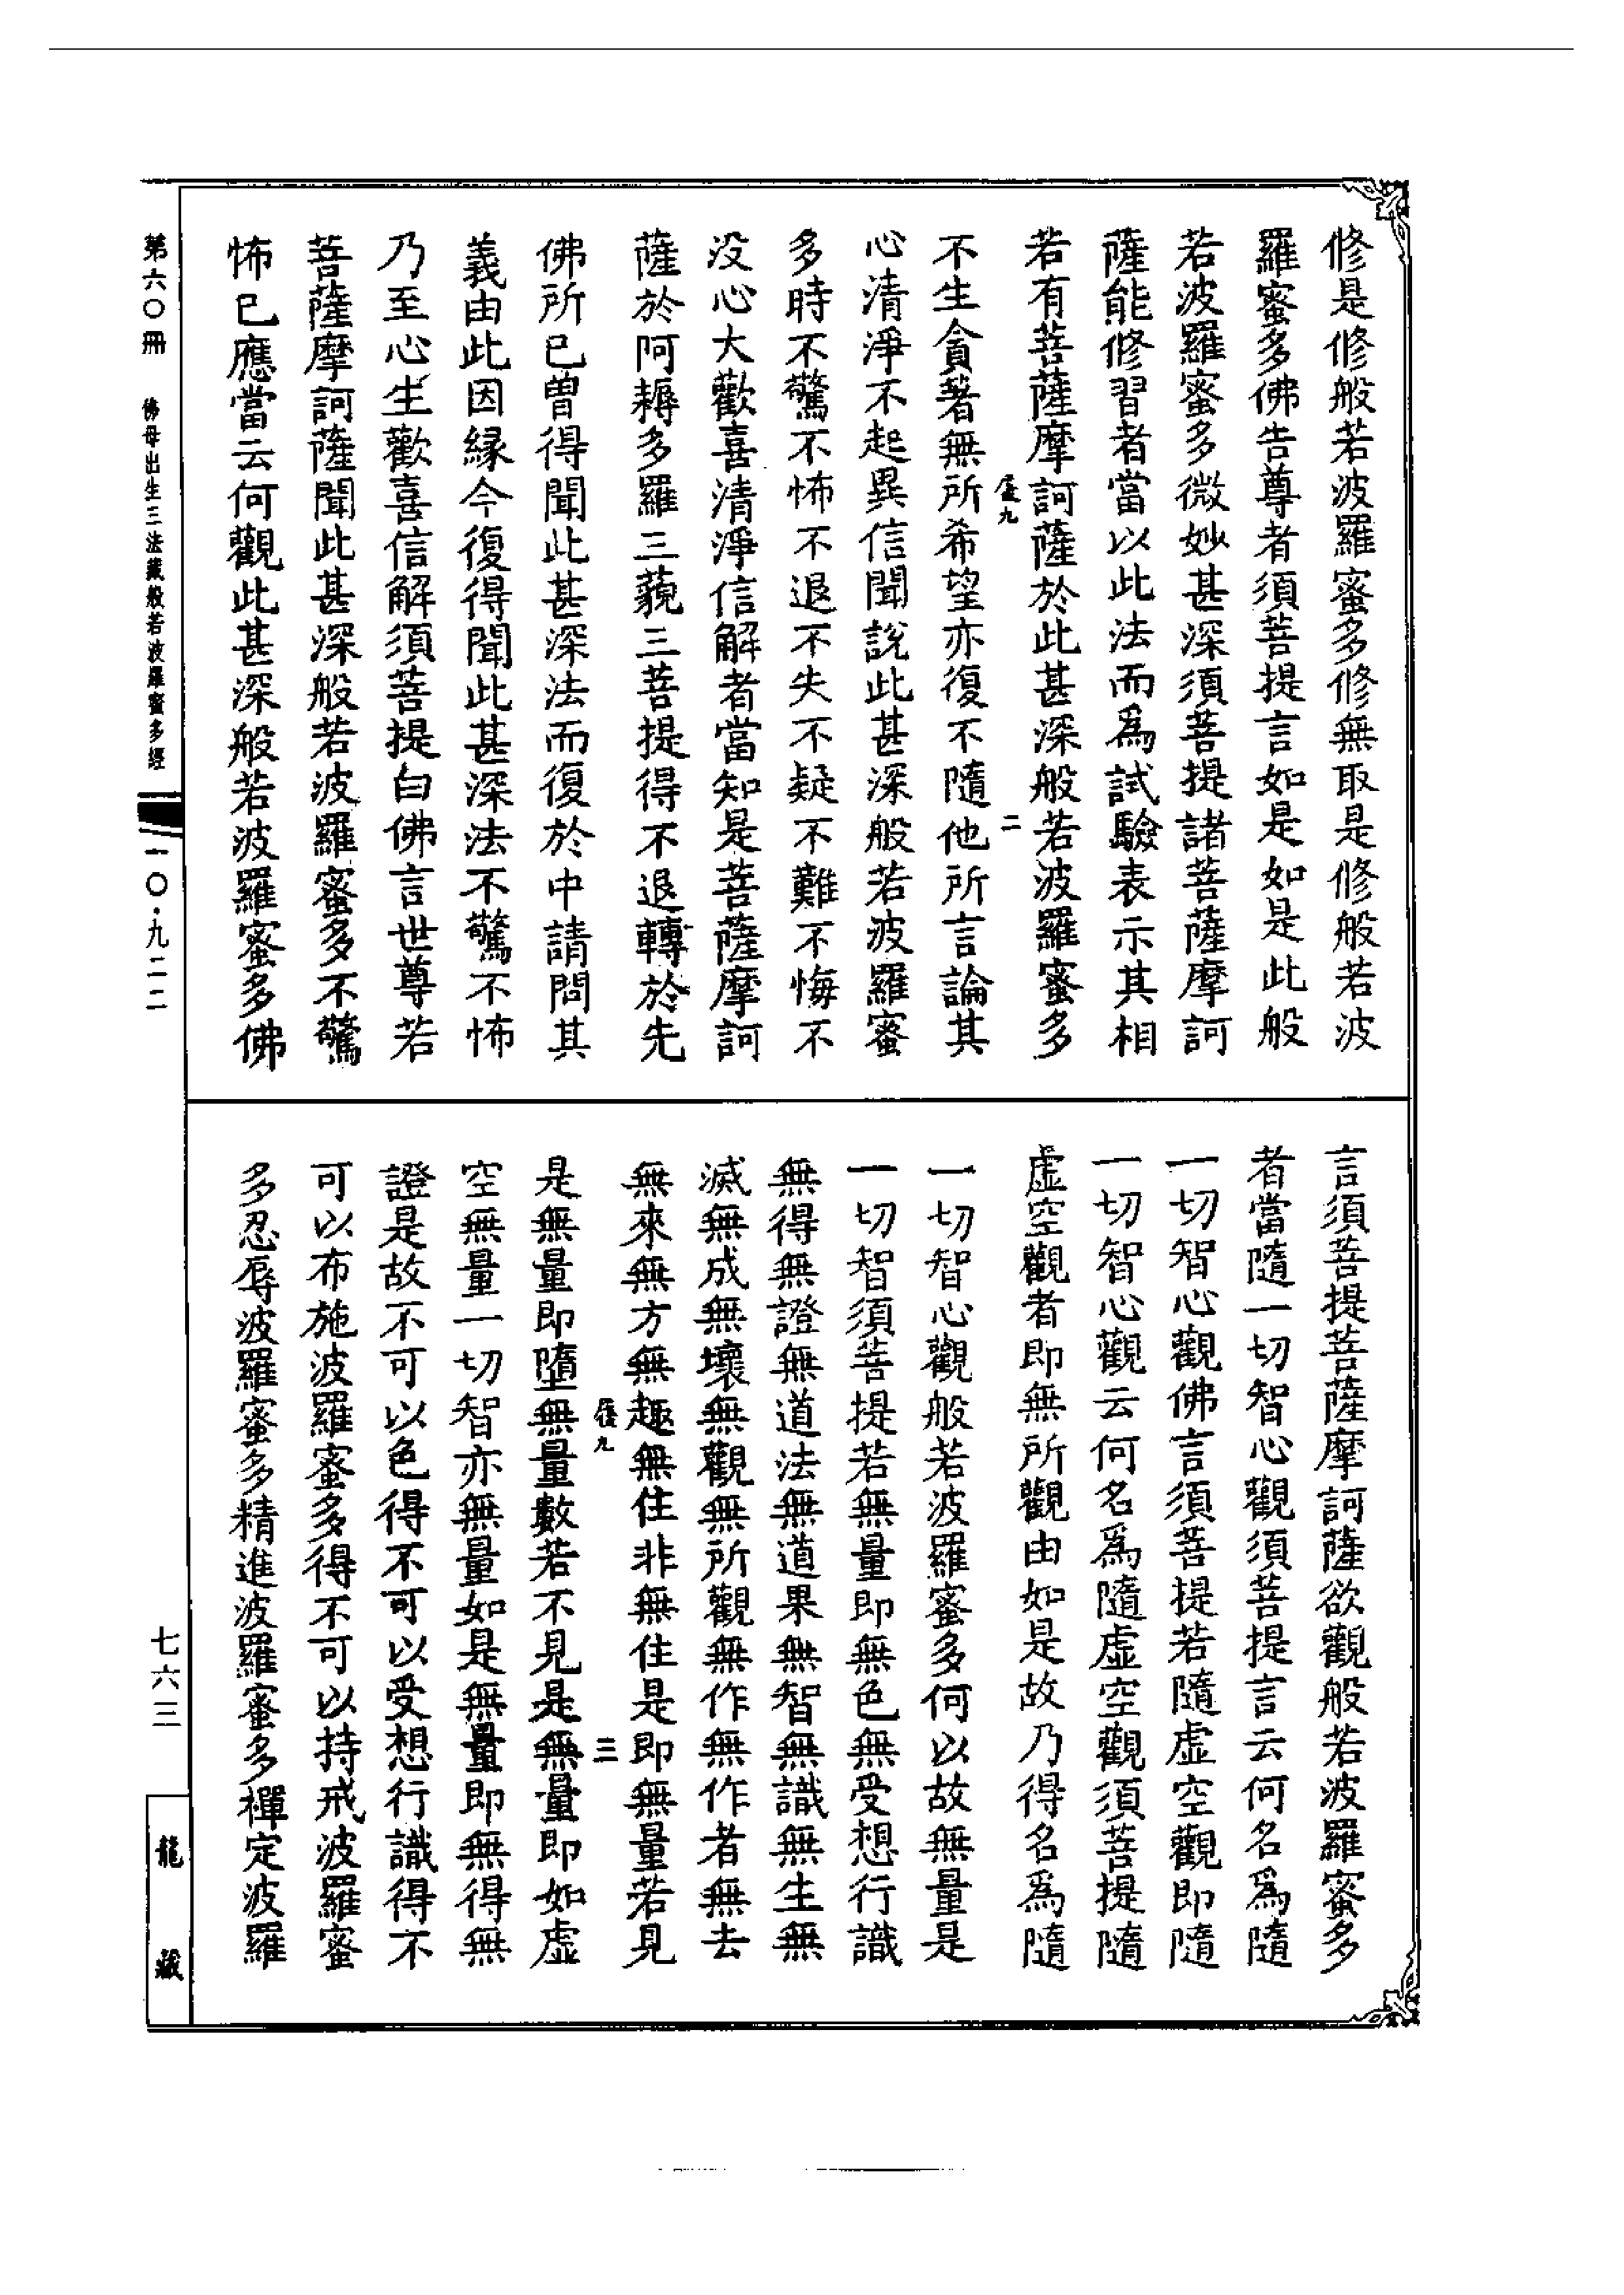 修是修般若波羅蜜多修無取是修般若波
羅蜜多佛告尊者須菩提言如是如是此般
若波羅蜜多微妙甚深須菩提諸菩薩摩訶
薩能修習者當以此法而爲試驗表示其相
若有菩薩摩訶薩於此甚深般若波羅蜜多
履九 二
不生貪著無所希望亦復不隨他所言論其
心清淨不起異信聞說此甚深般若波羅蜜
多時不驚不怖不退不失不疑不難不悔不
没心大歡喜清淨信解者當知是菩薩摩訶
薩於阿耨多羅三藐三菩提得不退轉於先
佛所已曾得聞此甚深法而復於中請問其
義由此因緣今復得聞此甚深法不驚不怖
乃至心生歡喜信解須菩提白佛言世尊若
菩薩摩訶薩聞此甚深般若波羅蜜多不驚
怖已應當云何觀此甚深般若波羅蜜多佛
言須菩提菩薩摩訶薩欲觀般若波羅蜜多
者當隨一切智心觀須菩提言云何名爲隨
一切智心觀佛言須菩提若隨虛空觀即隨
一切智心觀云何名爲隨虛空觀須菩提隨
虛空觀者即無所觀由如是故乃得名爲隨
一切智心觀般若波羅蜜多何以故無量是
一切智須菩提若無量即無色無受想行識
無得無證無道法無道果無智無識無生無
滅無成無壞無觀無所觀無作無作者無去
無來無方無趣無住非無住是即無量若見
履九 三
是無量即墮無量數若不見是無量即如虛
空無量一切智亦無量如是無量即無得無
證是故不可以色得不可以受想行識得不
可以布施波羅蜜多得不可以持戒波羅蜜
多忍辱波羅蜜多精進波羅蜜多禪定波羅
第六〇冊 佛母出生三法藏般若波羅蜜多經
一〇·九二二
七六三
龍藏